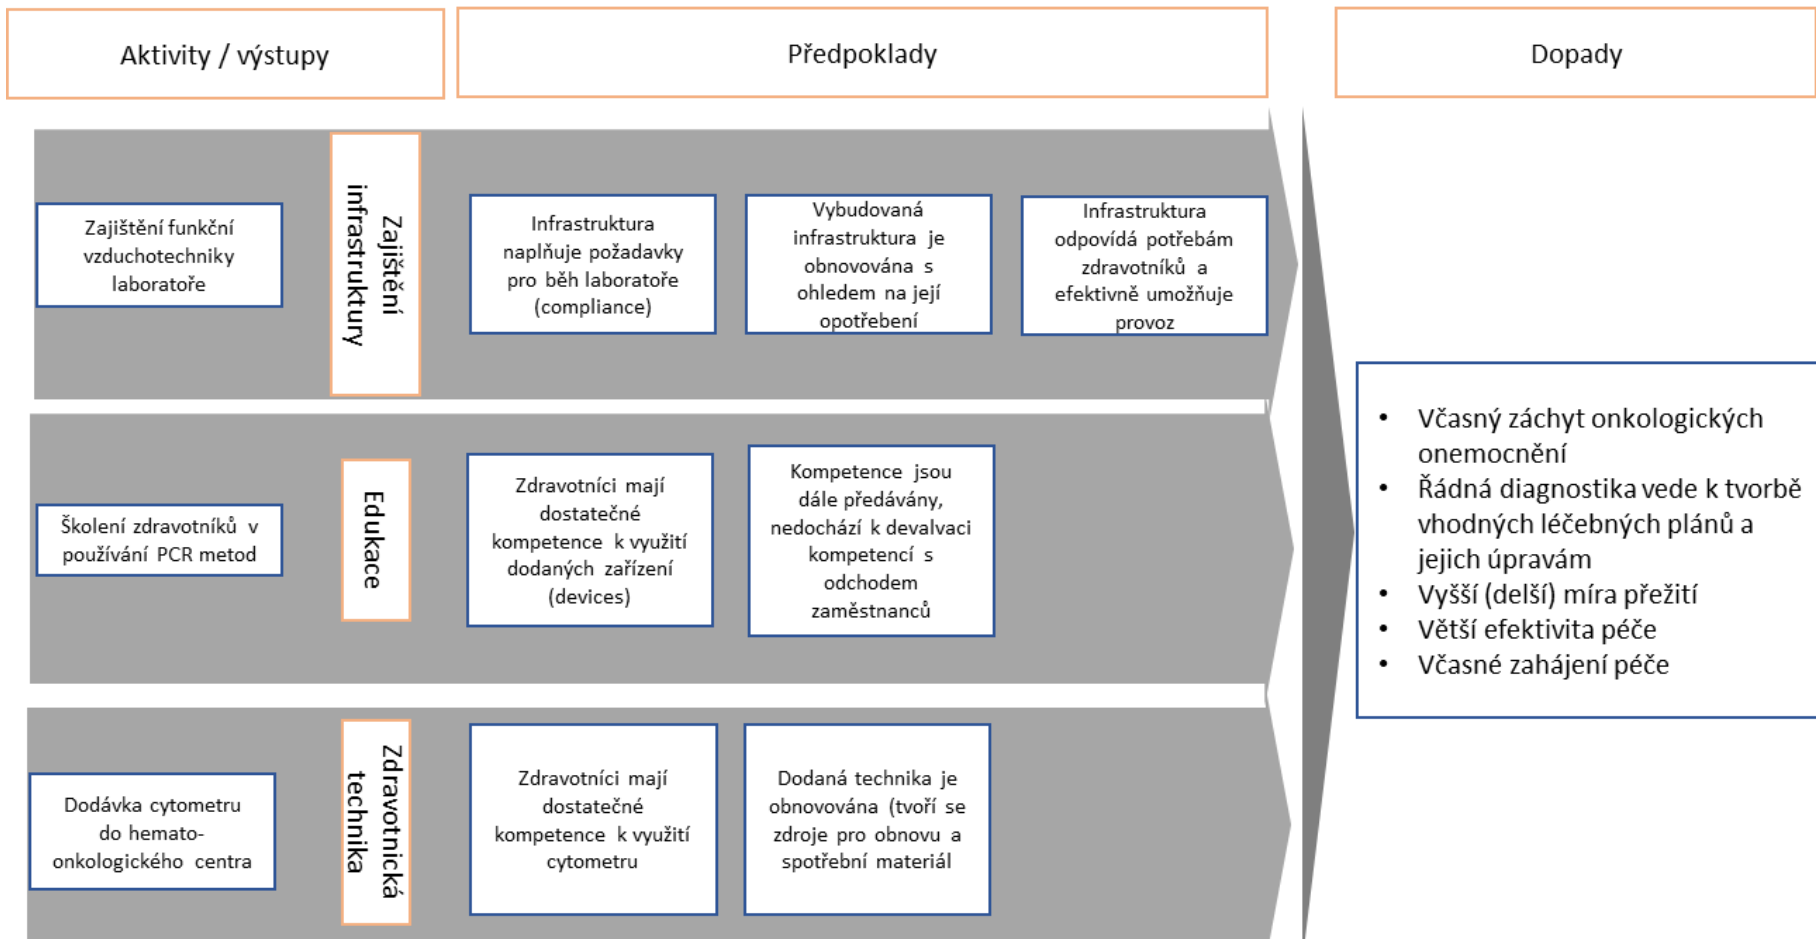 Aktivity / výstupy
Předpoklady
Dopady
Zajištění funkční
vzduchotechniky
laboratoře
Zajištění
infrastruktury
Infrastruktura
naplňuje požadavky
pro běh laboratoře
(compliance)
Vybudovaná
infrastruktura je
obnovována s
ohledem na její
opotřebení
Infrastruktura
odpovídá potřebám
zdravotníků a
efektivně umožňuje
provoz
Školení zdravotníků v
používání PCR metod
Edukace
Zdravotníci mají
dostatečné
kompetence k využití
dodaných zařízení
(devices)
Kompetence jsou
dále předávány,
nedochází k devalvaci
kompetencí s
odchodem
zaměstnanců
Dodávka cytometru
do hemato-
onkologického centra
Zdravotnická
technika
Zdravotníci mají
dostatečné
kompetence k využití
cytometru
Dodaná technika je
obnovována (tvoří se
zdroje pro obnovu a
spotřební materiál
• Včasný záchyt onkologických
onemocnění
• Řádná diagnostika vede k tvorbě
vhodných léčebných plánů a
jejich úpravám
• Vyšší (delší) míra přežití
• Větší efektivita péče
• Včasné zahájení péče